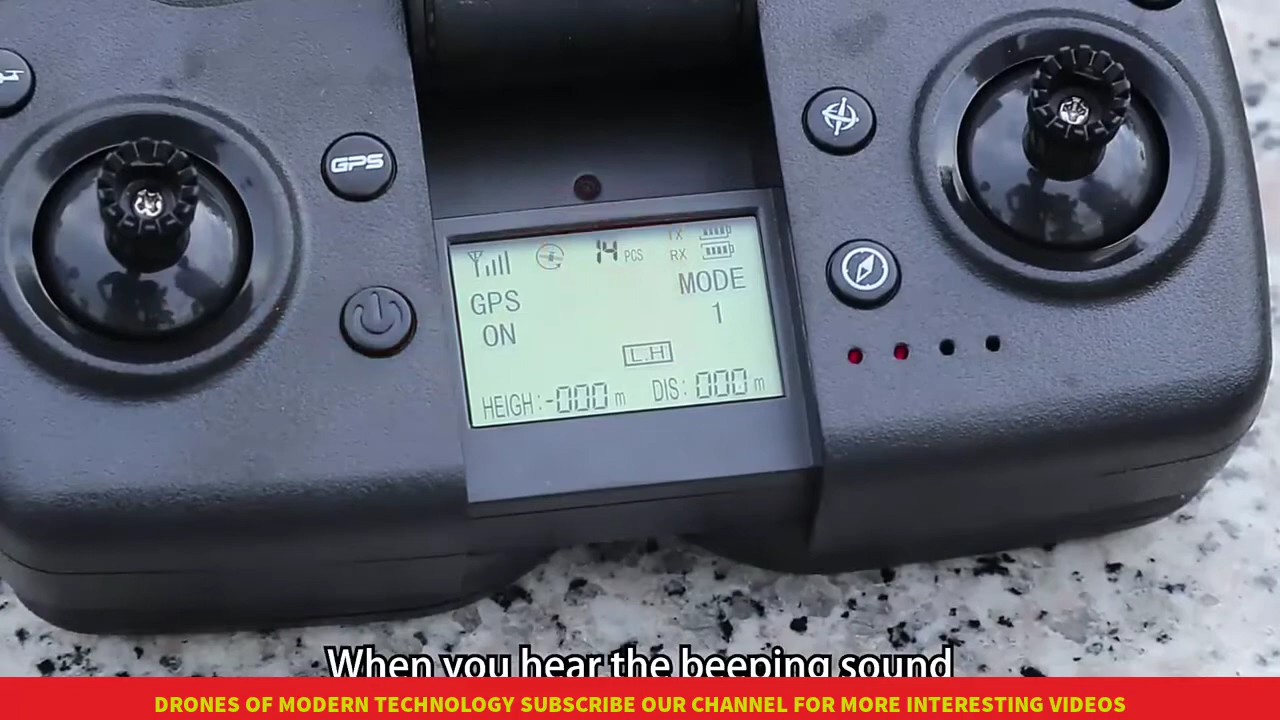 GPS
14 PCS
TX
RX
GPS
ON
MODE
1
L.H
HEIGH:-000 m
DIS: 000 m
When you hear the beeping sound
DRONES OF MODERN TECHNOLOGY SUBSCRIBE OUR CHANNEL FOR MORE INTERESTING VIDEOS